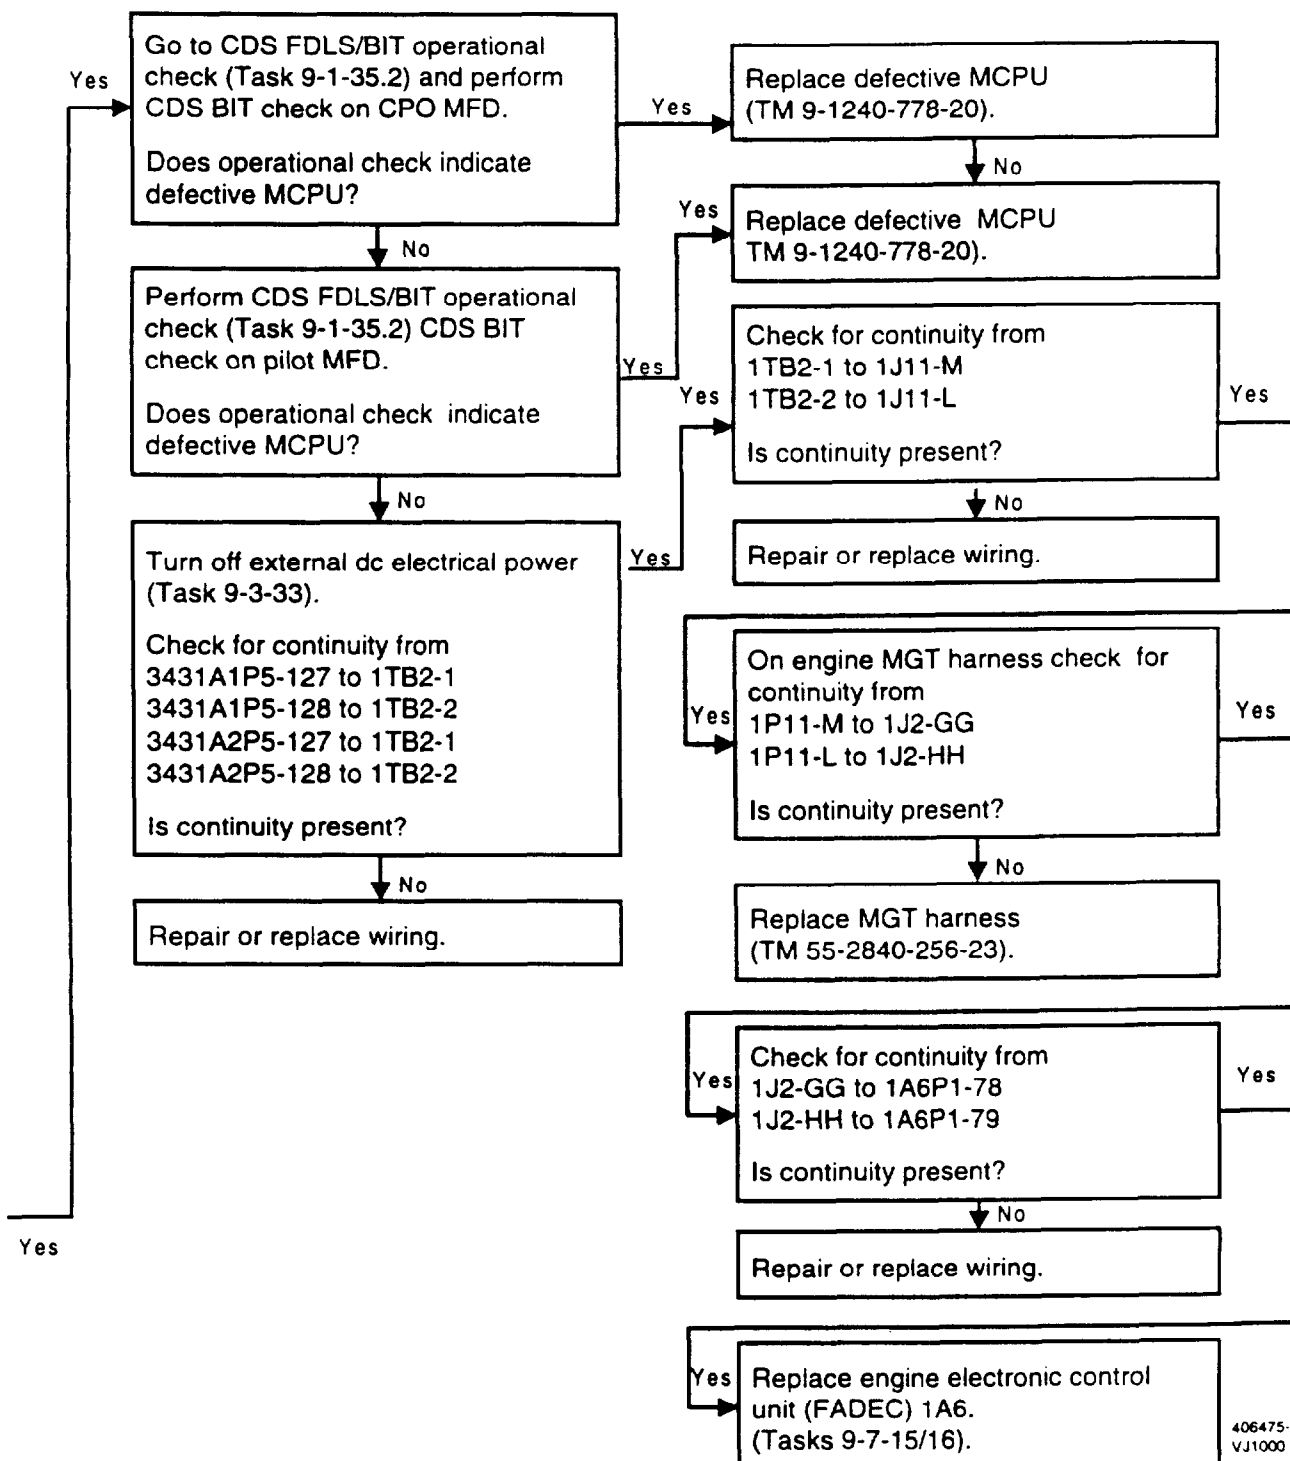 Yes
Go to CDS FDLS/BIT operational
check (Task 9-1-35.2) and perform
CDS BIT check on CPO MFD.
Does operational check indicate
defective MCPU?
Yes
Replace defective MCPU
(TM 9-1240-778-20).
No
No
Yes
Replace defective MCPU
TM 9-1240-778-20).
Perform CDS FDLS/BIT operational
check (Task 9-1-35.2) CDS BIT
check on pilot MFD.
Does operational check indicate
defective MCPU?
Yes
No
Turn off external dc electrical power
(Task 9-3-33).
Check for continuity from
3431A1P5-127 to 1TB2-1
3431A1P5-128 to 1TB2-2
3431A2P5-127 to 1TB2-1
3431A2P5-128 to 1TB2-2
Is continuity present?
Yes
No
Repair or replace wiring.
Yes
Check for continuity from
1TB2-1 to 1J11-M
1TB2-2 to 1J11-L
Is continuity present?
Yes
No
Repair or replace wiring.
Yes
On engine MGT harness check for
continuity from
1P11-M to 1J2-GG
1P11-L to 1J2-HH
Is continuity present?
Yes
No
Replace MGT harness
(TM 55-2840-256-23).
Yes
Check for continuity from
1J2-GG to 1A6P1-78
1J2-HH to 1A6P1-79
Is continuity present?
Yes
No
Repair or replace wiring.
Yes
Yes
Replace engine electronic control
unit (FADEC) 1A6.
(Tasks 9-7-15/16).
406475-
VJ1000